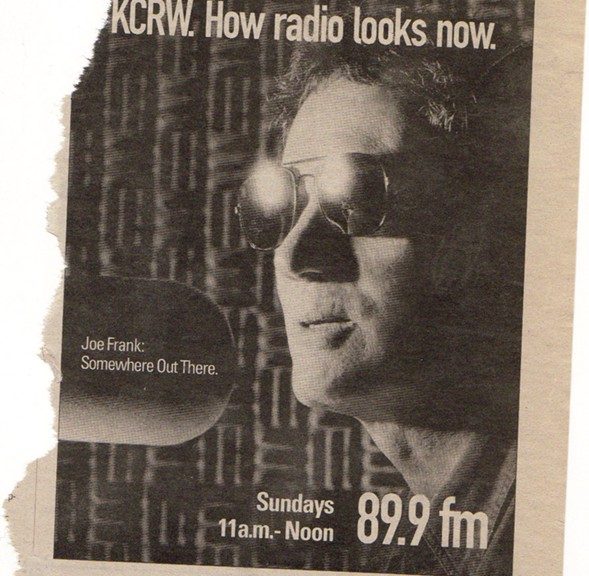 KCRW. How radio looks now.
Joe Frank:
Somewhere Out There.
Sundays
11a.m.- Noon
89.9 fm